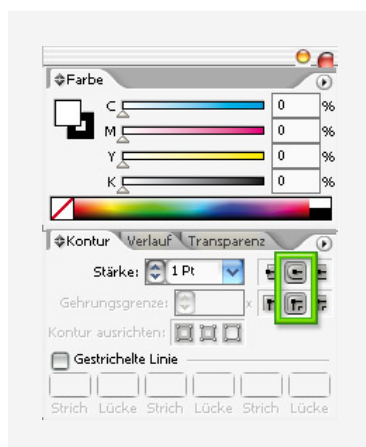 Farbe
C 0 %
M 0 %
Y 0 %
K 0 %
Kontur Verlauf Transparenz
Stärke: 1 Pt
Gehrungsgrenze: x
Kontur ausrichten:
Gestrichelte Linie
Strich Lücke Strich Lücke Strich Lücke